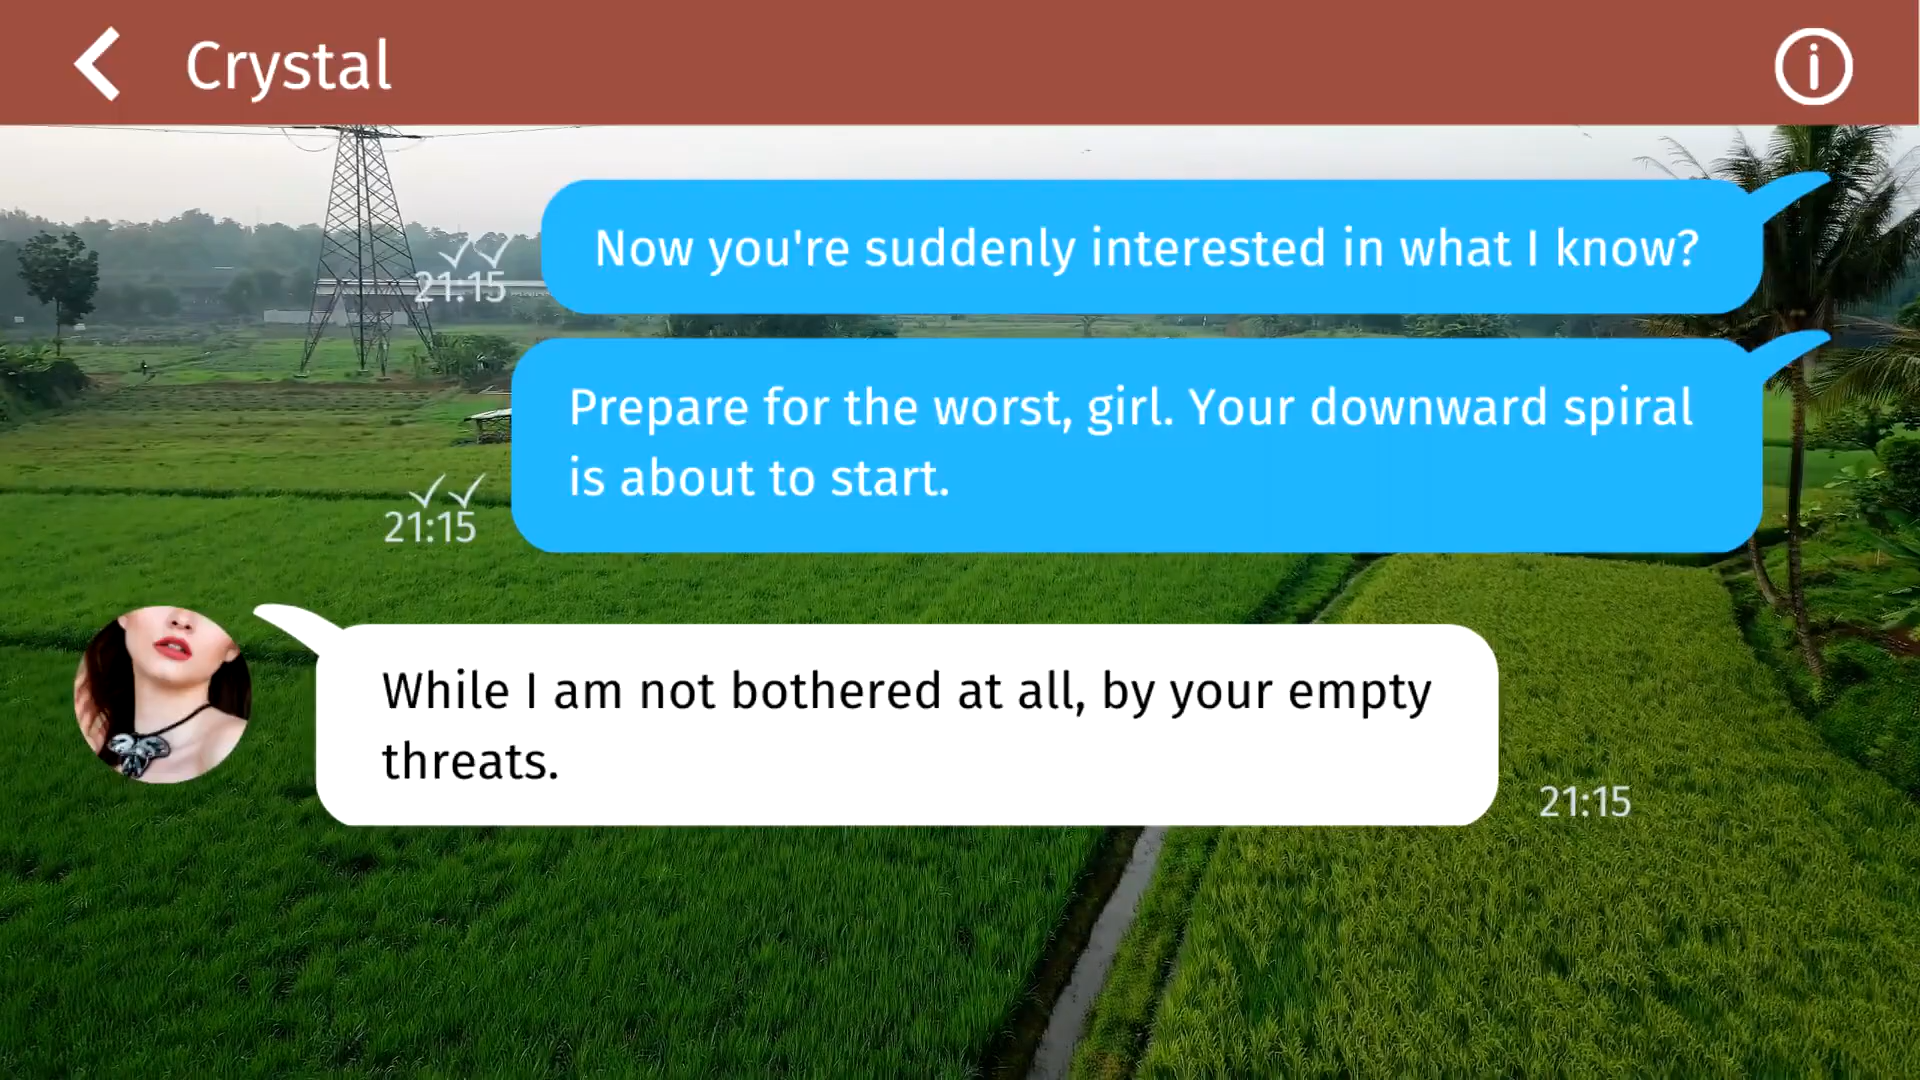 Crystal
Now you're suddenly interested in what I know?
21:15
Prepare for the worst, girl. Your downward spiral
is about to start.
21:15
While I am not bothered at all, by your empty
threats.
21:15